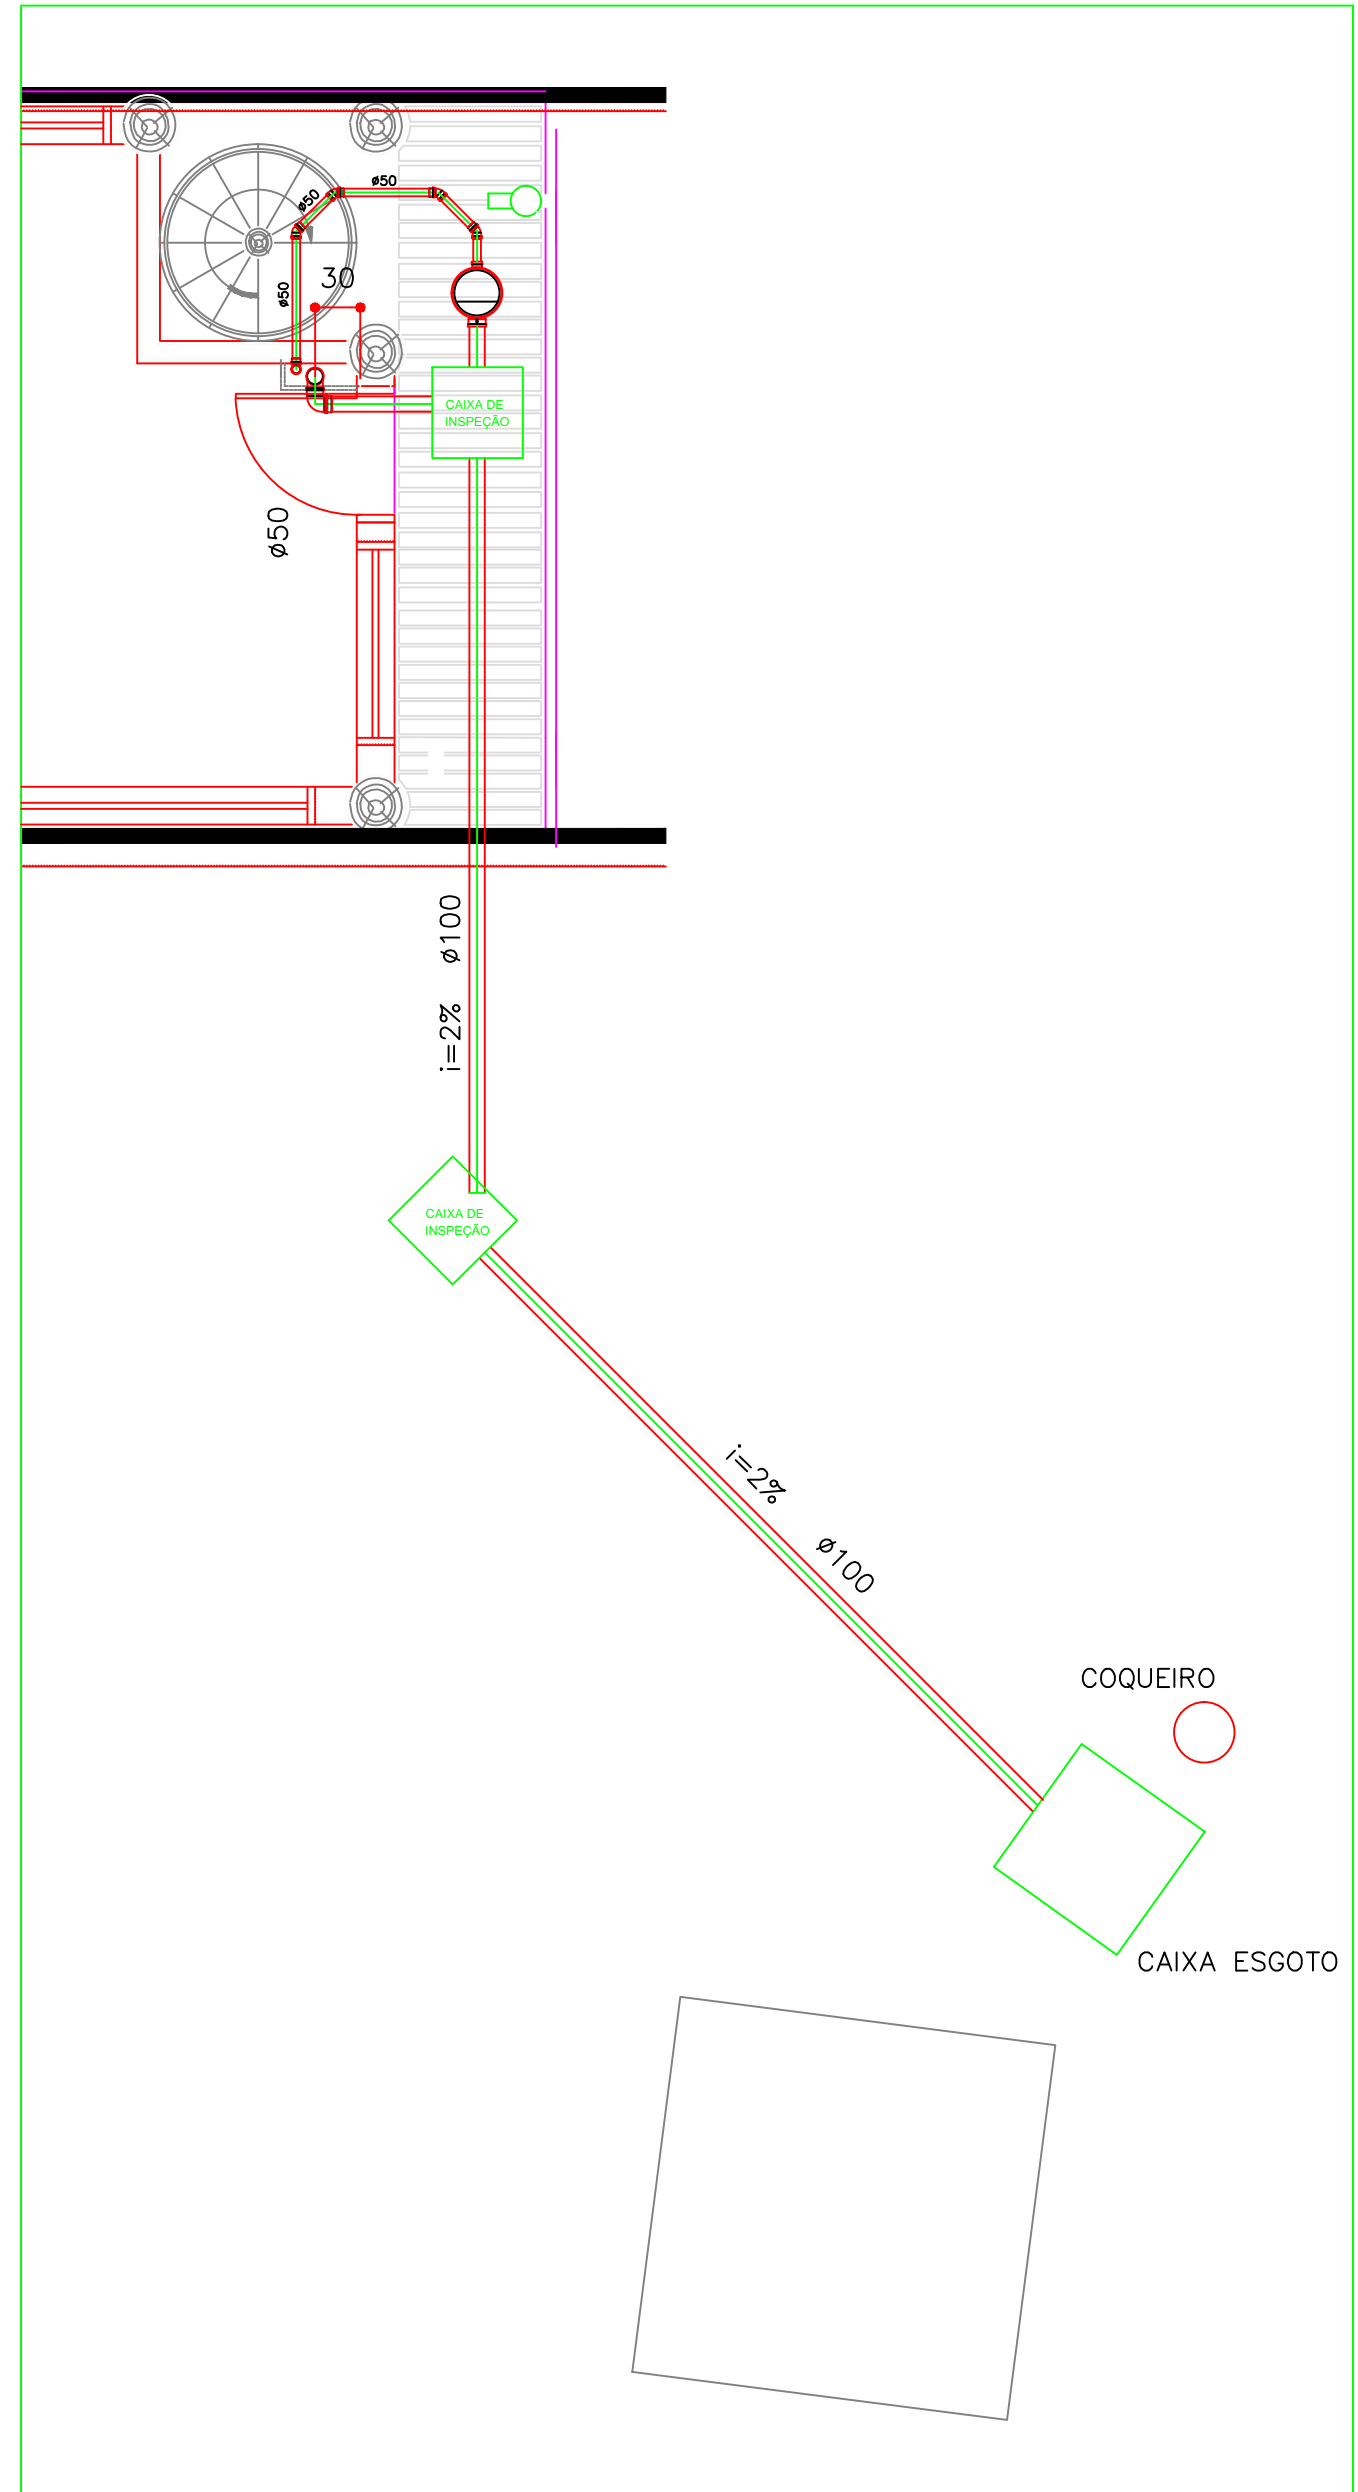 ø50
ø50
30
ø50
CAIXA DE
INSPEÇÃO
ø50
i=2% ø100
CAIXA DE
INSPEÇÃO
i=2% ø100
COQUEIRO
CAIXA ESGOTO